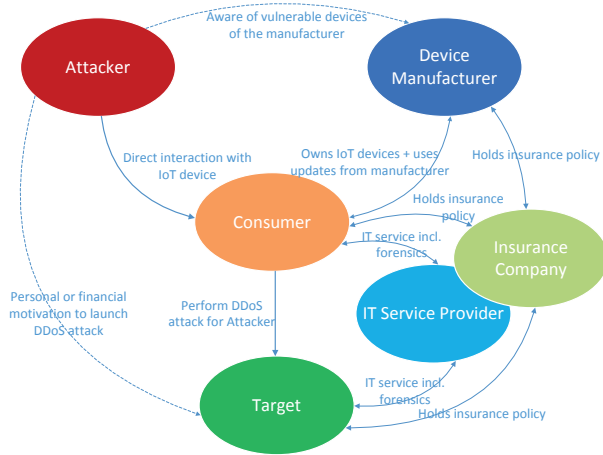 Aware of vulnerable devices
of the manufacturer
Attacker
Device
Manufacturer
Direct interaction with
IoT device
Owns IoT devices + uses
updates from manufacturer
Holds insurance policy
Consumer
Holds insurance
policy
IT service incl.
forensics
Insurance
Company
Personal or financial
motivation to launch
DDoS attack
Perform DDoS
attack for Attacker
IT Service Provider
Target
IT service incl.
forensics
Holds insurance policy